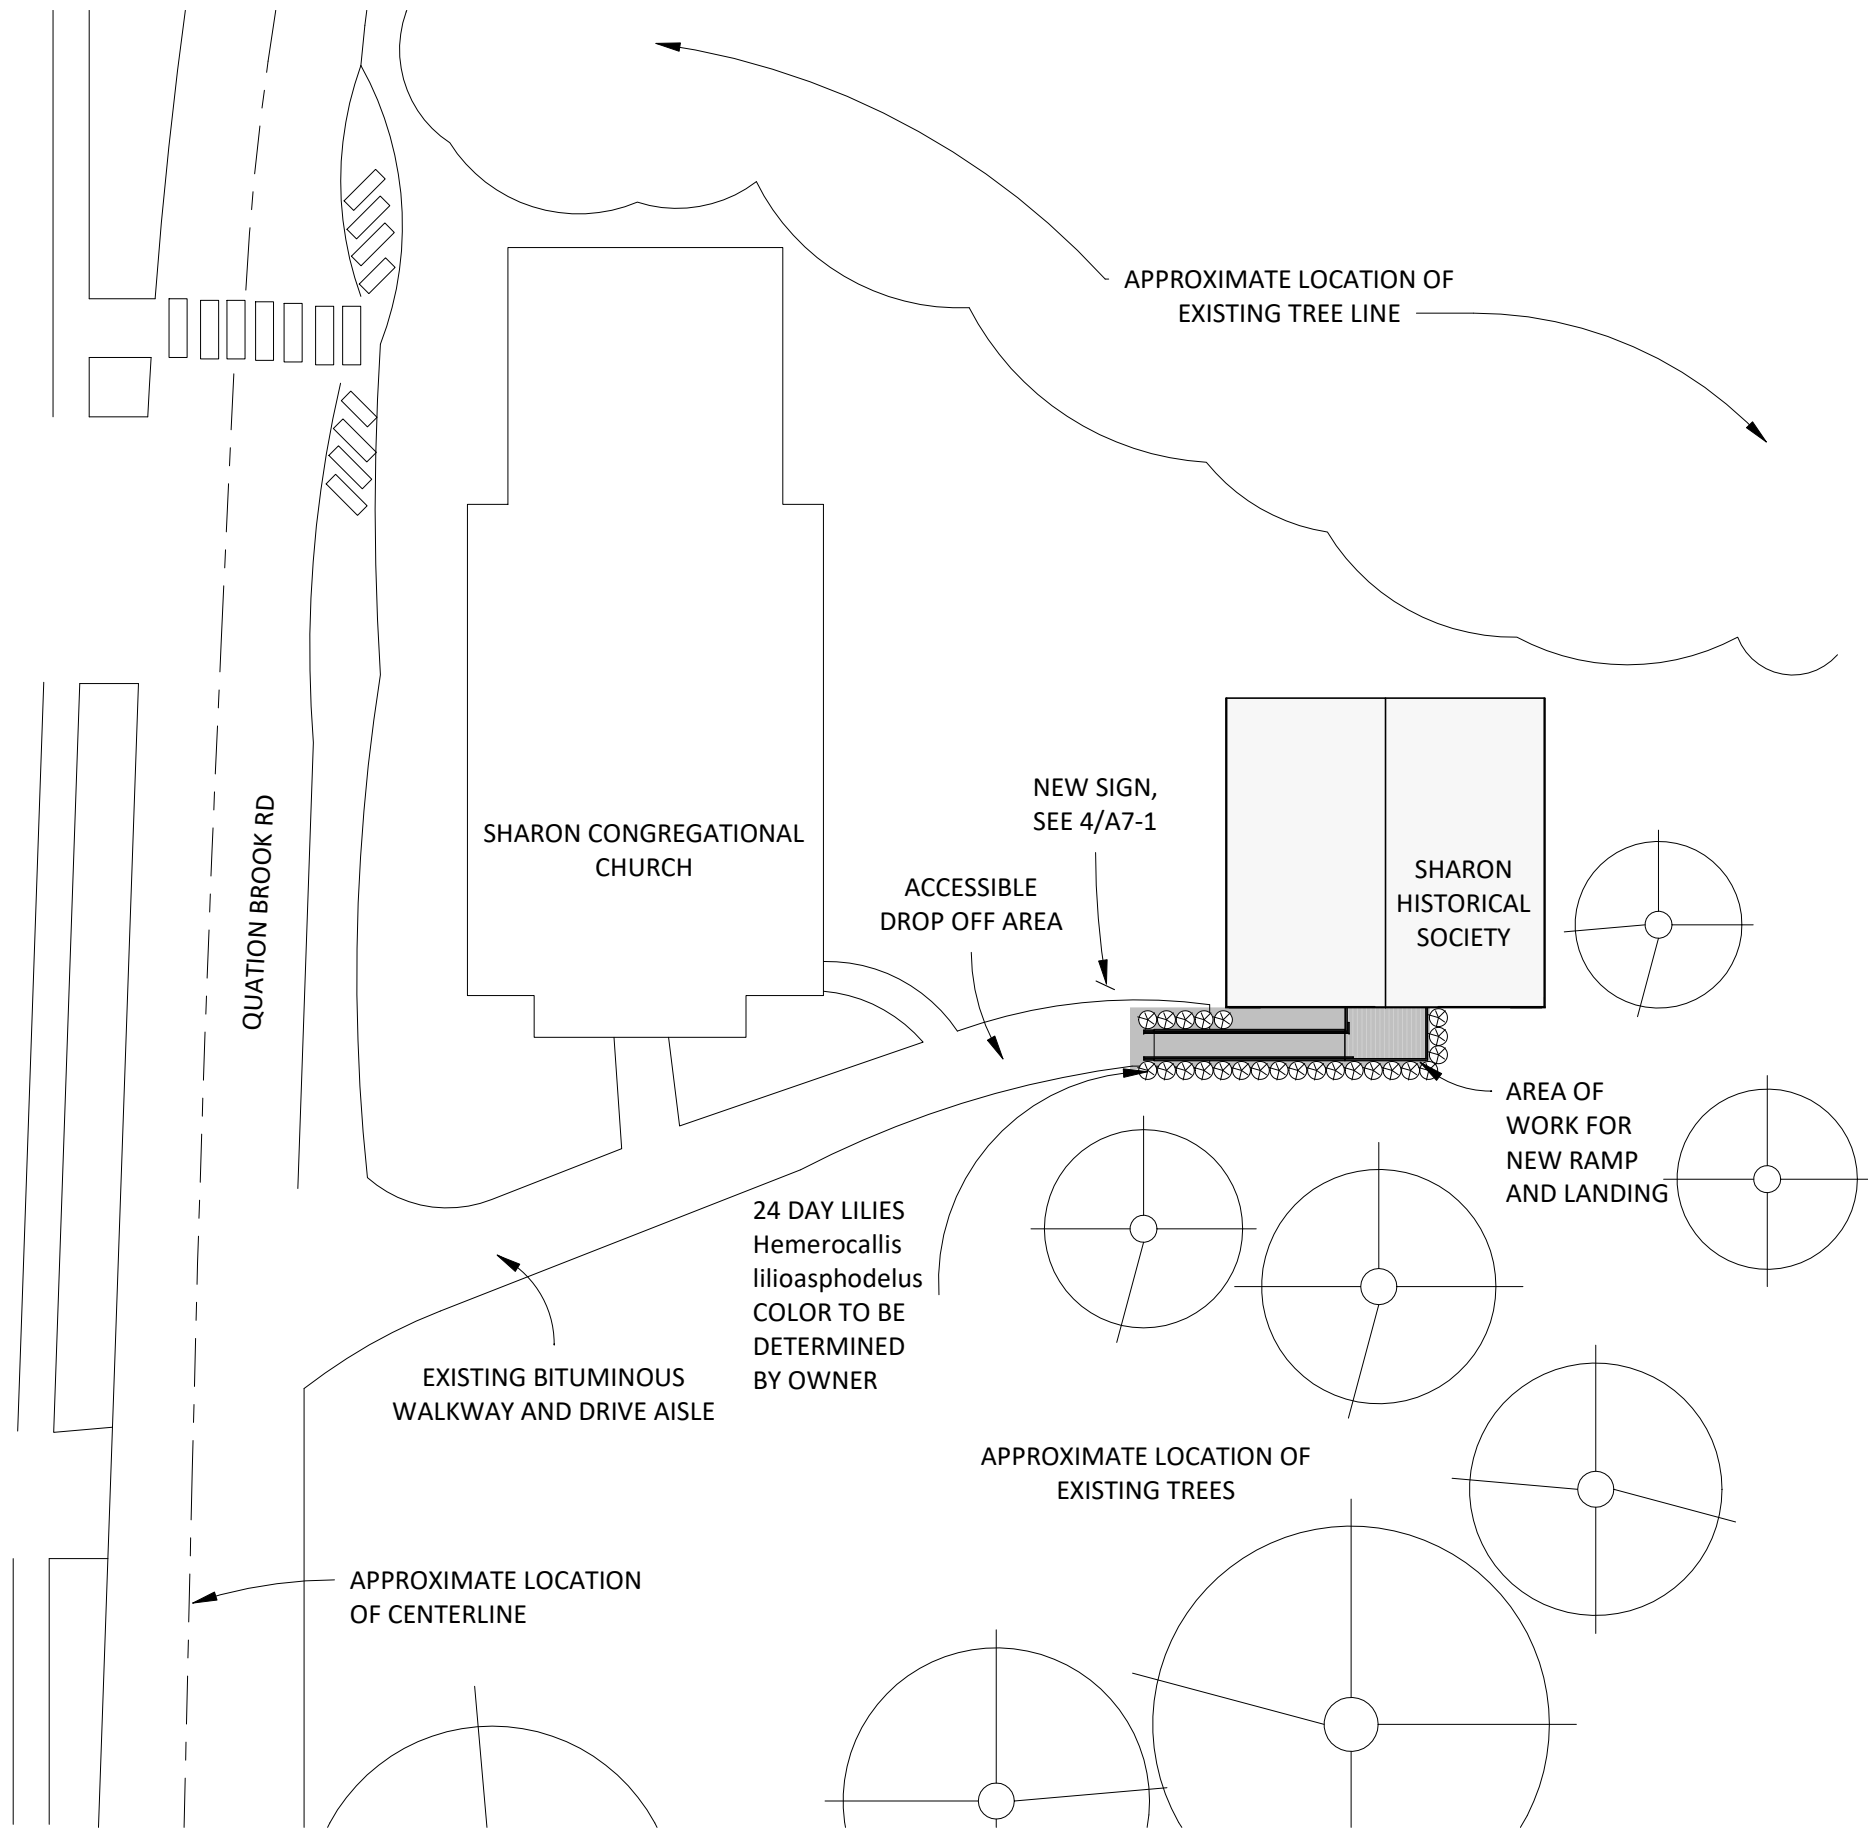 APPROXIMATE LOCATION OF
EXISTING TREE LINE
NEW SIGN,
SEE 4/A7-1
SHARON CONGREGATIONAL
CHURCH
QUATION BROOK RD
ACCESSIBLE
DROP OFF AREA
SHARON
HISTORICAL
SOCIETY
AREA OF
WORK FOR
NEW RAMP
AND LANDING
24 DAY LILIES
Hemerocallis
lilioasphodelus
COLOR TO BE
DETERMINED
BY OWNER
EXISTING BITUMINOUS
WALKWAY AND DRIVE AISLE
APPROXIMATE LOCATION OF
EXISTING TREES
APPROXIMATE LOCATION
OF CENTERLINE